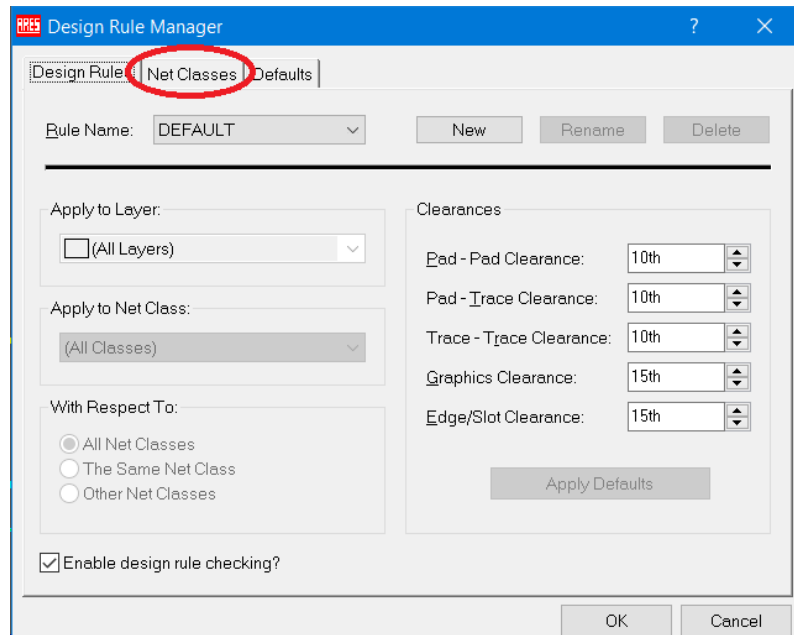 ARES Design Rule Manager ? ×
Design Rules Net Classes Defaults
Rule Name: DEFAULT New Rename Delete
Apply to Layer:
(All Layers)
Apply to Net Class:
(All Classes)
With Respect To:
All Net Classes
The Same Net Class
Other Net Classes
Clearances
Pad - Pad Clearance: 10th
Pad - Trace Clearance: 10th
Trace - Trace Clearance: 10th
Graphics Clearance: 15th
Edge/Slot Clearance: 15th
Apply Defaults
Enable design rule checking?
OK Cancel